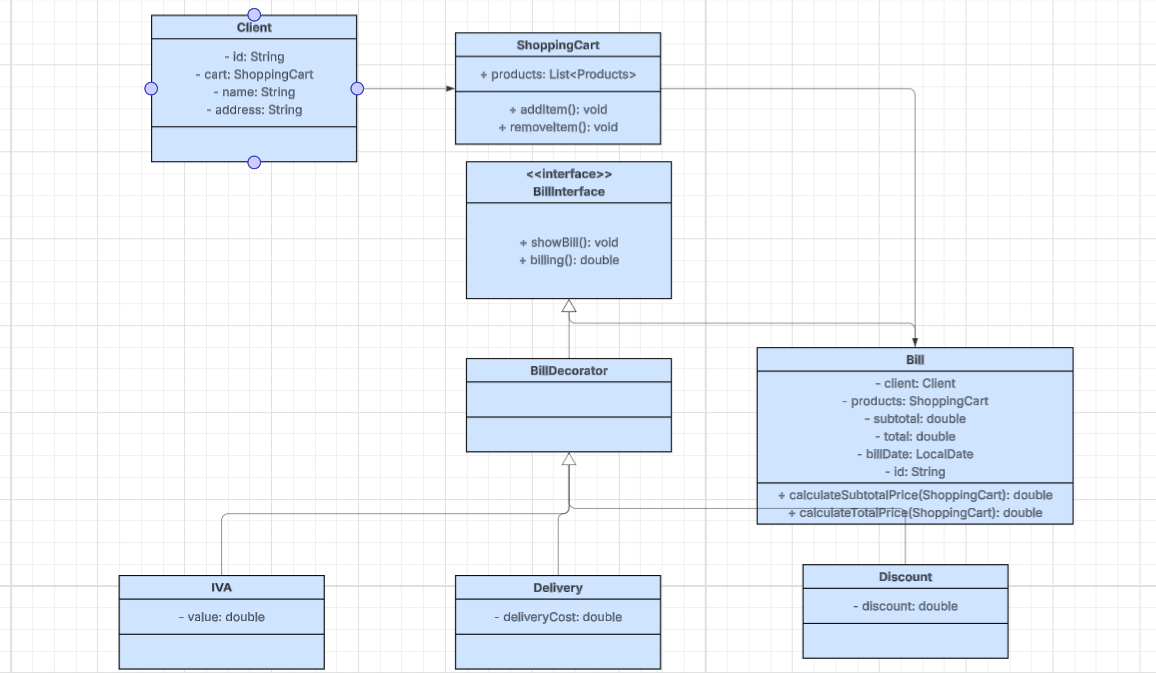 Client
- id: String
- cart: ShoppingCart
- name: String
- address: String
ShoppingCart
+ products: List<Products>
+ addItem(): void
+ removeItem(): void
<<interface>>
BillInterface
+ showBill(): void
+ billing(): double
BillDecorator
Bill
- client: Client
- products: ShoppingCart
- subtotal: double
- total: double
- billDate: LocalDate
- id: String
+ calculateSubtotalPrice(ShoppingCart): double
+ calculateTotalPrice(ShoppingCart): double
IVA
- value: double
Delivery
- deliveryCost: double
Discount
- discount: double